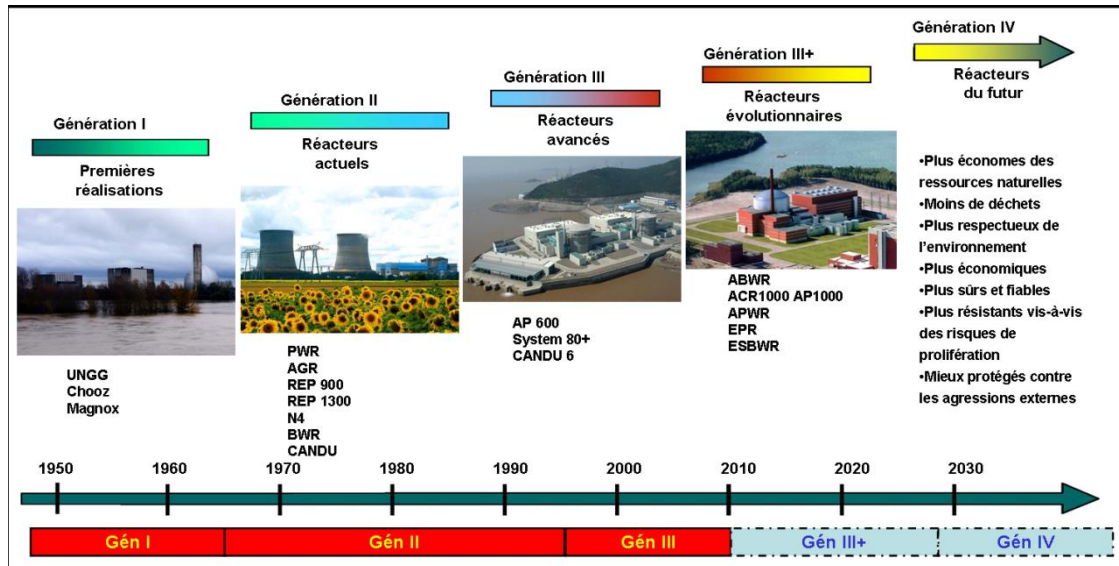 Génération I
Premières
réalisations
UNGG
Chooz
Magnox
Génération II
Réacteurs
actuels
PWR
AGR
REP 900
REP 1300
N4
BWR
CANDU
Génération III
Réacteurs
avancés
AP 600
System 80+
CANDU 6
Génération III+
Réacteurs
évolutionnaires
ABWR
ACR1000 AP1000
APWR
EPR
ESBWR
Génération IV
Réacteurs
du futur
•Plus économes des
ressources naturelles
•Moins de déchets
•Plus respectueux de
l'environnement
•Plus économiques
•Plus sûrs et fiables
•Plus résistants vis-à-vis
des risques de
prolifération
•Mieux protégés contre
les agressions externes
1950 1960 1970 1980 1990 2000 2010 2020 2030
Gén I Gén II Gén III Gén III+ Gén IV